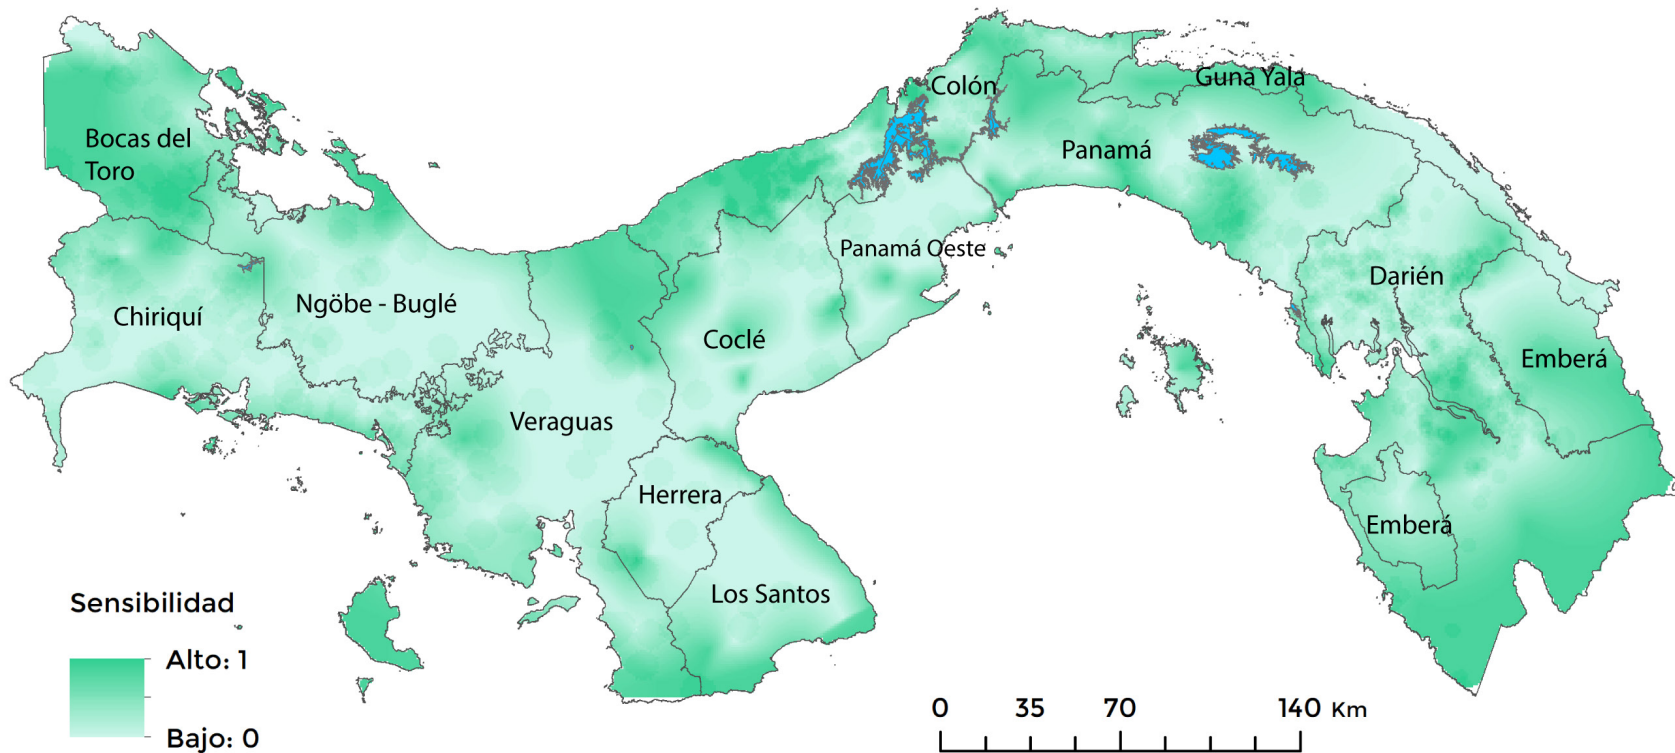 Guna Yala
Colón
Bocas del
Toro
Panamá
Panamá Oeste
Darién
Ngöbe - Buglé
Chiriquí
Coclé
Emberá
Veraguas
Herrera
Emberá
Los Santos
Sensibilidad
Alto: 1
Bajo: 0
0 35 70 140 Km